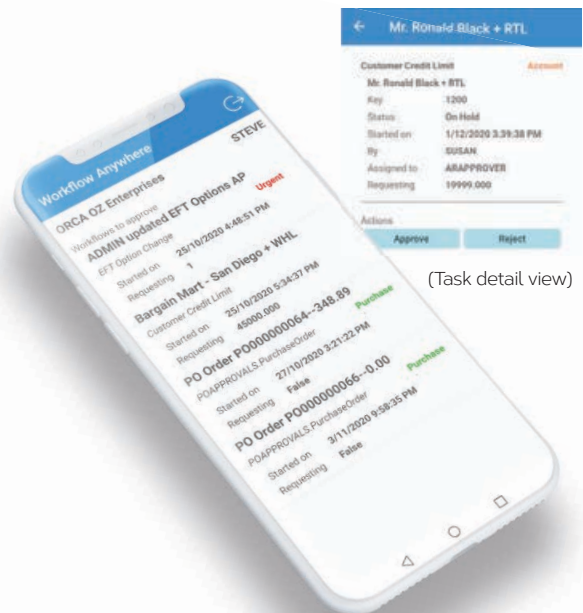 Workflow Anywhere
ORCA OZ Enterprises
STEVE
Workflows to approve
ADMIN updated EFT Options AP
EFT Option Change
Urgent
Started on 25/10/2020 4:48:51 PM
Requesting 1
Bargain Mart - San Diego + WHL
Customer Credit Limit
Started on 25/10/2020 5:34:37 PM
Requesting 45000.000
PO Order PO000000064--348.89
POAPPROVALS.PurchaseOrder
Purchase
Started on 27/10/2020 3:21:22 PM
Requesting False
PO Order PO000000066--0.00
POAPPROVALS.PurchaseOrder
Purchase
Started on 3/11/2020 9:58:35 PM
Requesting False
Mr. Ronald Black + RTL
Customer Credit Limit Account
Mr. Ronald Black + RTL
Key 1200
Status On Hold
Started on 1/12/2020 3:39:38 PM
By SUSAN
Assigned to ARAPPROVER
Requesting 19999.000
Actions
Approve Reject
(Task detail view)